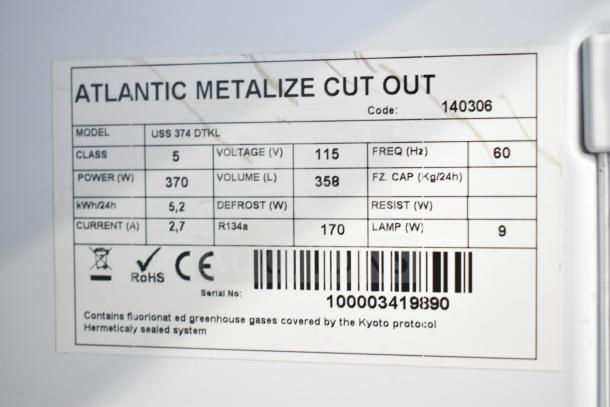 ATLANTIC METALIZE CUT OUT
Code: 140306
MODEL USS 374 DTKL
CLASS 5 VOLTAGE (V) 115 FREQ (Hz) 60
POWER (W) 370 VOLUME (L) 358 FZ. CAP (Kg/24h)
kWh/24h 5,2 DEFROST (W) RESIST (W)
CURRENT (A) 2,7 R134a 170 LAMP (W) 9
RoHS CE
Serial No: 100003419890
Contains fluorionat ed greenhouse gases covered by the Kyoto protocol
Hermeticaly sealed system